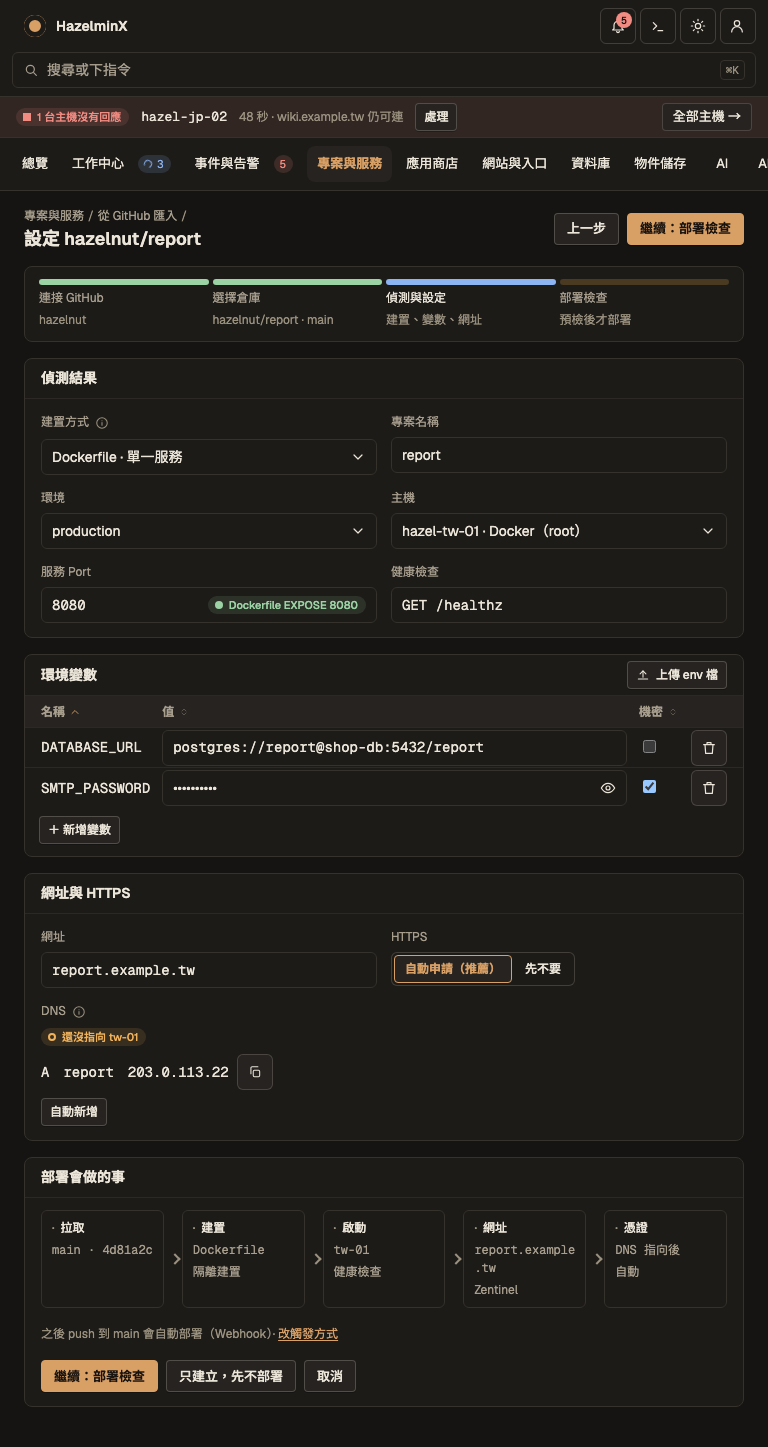 HazelminX
5
搜尋或下指令
⌘K
1 台主機沒有回應 hazel-jp-02 48 秒 · wiki.example.tw 仍可連 處理 全部主機 →
總覽 工作中心 3 事件與告警 5 專案與服務 應用商店 網站與入口 資料庫 物件儲存 AI A
專案與服務 / 從 GitHub 匯入 /
設定 hazelnut/report
上一步 繼續：部署檢查
連接 GitHub 選擇倉庫 偵測與設定 部署檢查
hazelnut hazelnut/report · main 建置、變數、網址 預檢後才部署
偵測結果
建置方式 專案名稱
Dockerfile · 單一服務 report
環境 主機
production hazel-tw-01 · Docker（root）
服務 Port 健康檢查
8080 Dockerfile EXPOSE 8080 GET /healthz
環境變數 上傳 env 檔
名稱 值 機密
DATABASE_URL postgres://report@shop-db:5432/report
SMTP_PASSWORD ••••••••••
+ 新增變數
網址與 HTTPS
網址 HTTPS
report.example.tw 自動申請（推薦） 先不要
DNS
還沒指向 tw-01
A report 203.0.113.22
自動新增
部署會做的事
· 拉取
main · 4d81a2c
· 建置
Dockerfile
隔離建置
· 啟動
tw-01
健康檢查
· 網址
report.example
.tw
Zentinel
· 憑證
DNS 指向後
自動
之後 push 到 main 會自動部署（Webhook）· 改觸發方式
繼續：部署檢查 只建立，先不部署 取消